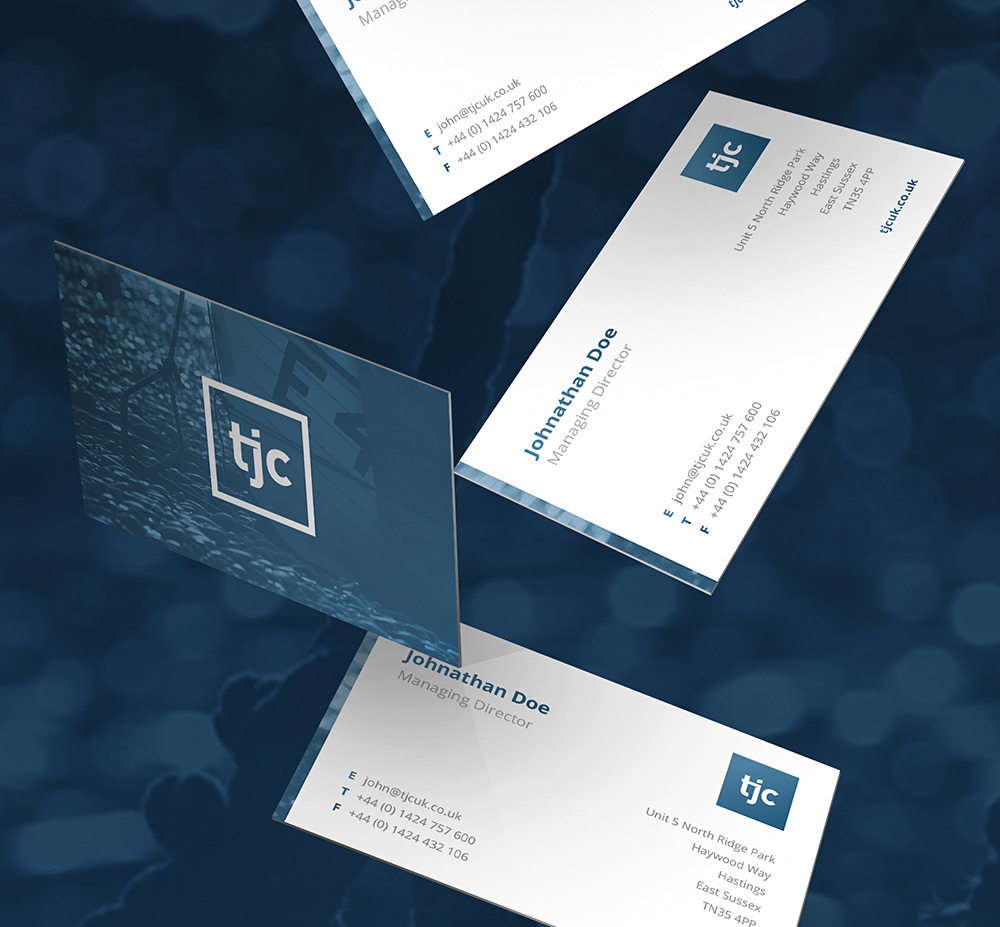 Manag
john@tjcuk.co.uk
+44 (0) 1424 757 600
+44 (0) 1424 432 106
E
T
F
tjc
Unit 5 North Ridge Park
Haywood Way
Hastings
East Sussex
TN35 4PP
tjcuk.co.uk
Johnathan Doe
Managing Director
E john@tjcuk.co.uk
T +44 (0) 1424 757 600
F +44 (0) 1424 432 106
tjc
Johnathan Doe
Managing Director
E john@tjcuk.co.uk
T +44 (0) 1424 757 600
F +44 (0) 1424 432 106
tjc
Unit 5 North Ridge Park
Haywood Way
Hastings
East Sussex
TN35 4PP